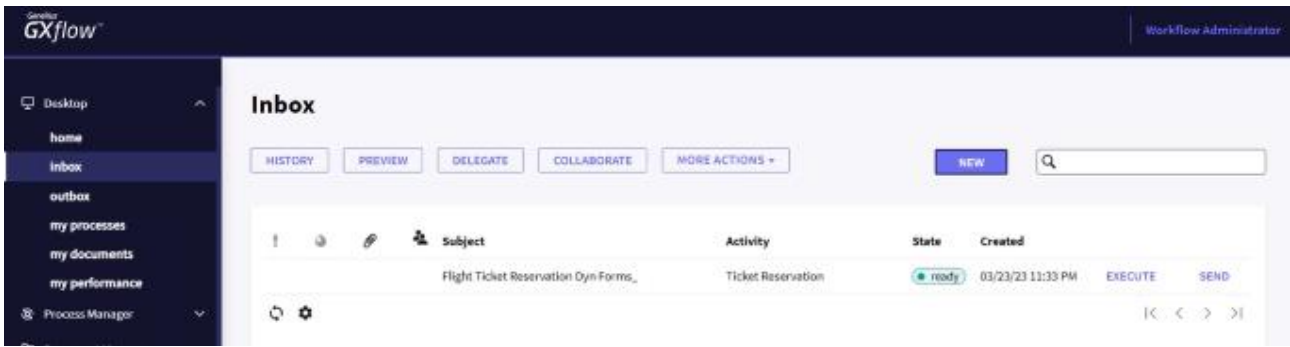 GeneXus
GXflow™
Workflow Administrator
Desktop
home
inbox
outbox
my processes
my documents
my performance
Process Manager
Inbox
HISTORY PREVIEW DELEGATE COLLABORATE MORE ACTIONS
NEW
! Subject Activity State Created
Flight Ticket Reservation Dyn Forms_ Ticket Reservation ready 03/23/23 11:33 PM EXECUTE SEND